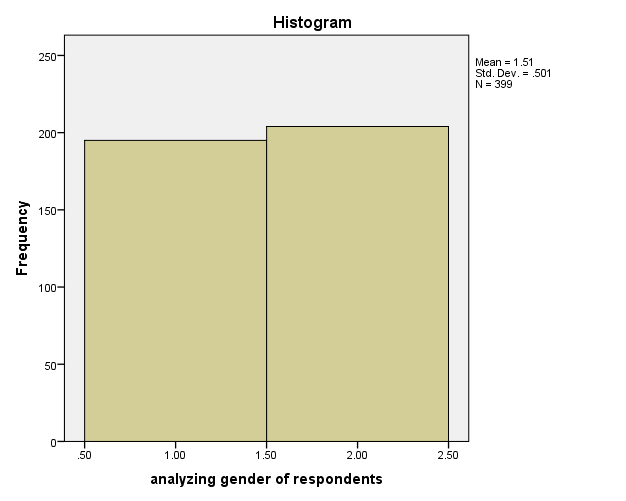 Histogram
Mean = 1.51
Std. Dev. = .501
N = 399
Frequency
250
200
150
100
50
0
.50 1.00 1.50 2.00 2.50
analyzing gender of respondents